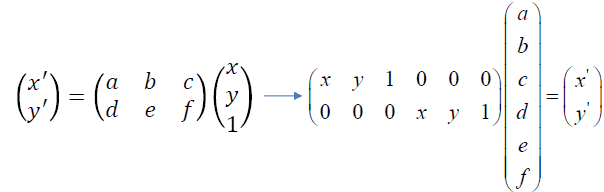 (x′ y′) = (a b c d e f)(x y 1) → (x y 1 0 0 0 0 0 0 x y 1)(a b c d e f) = (x' y')